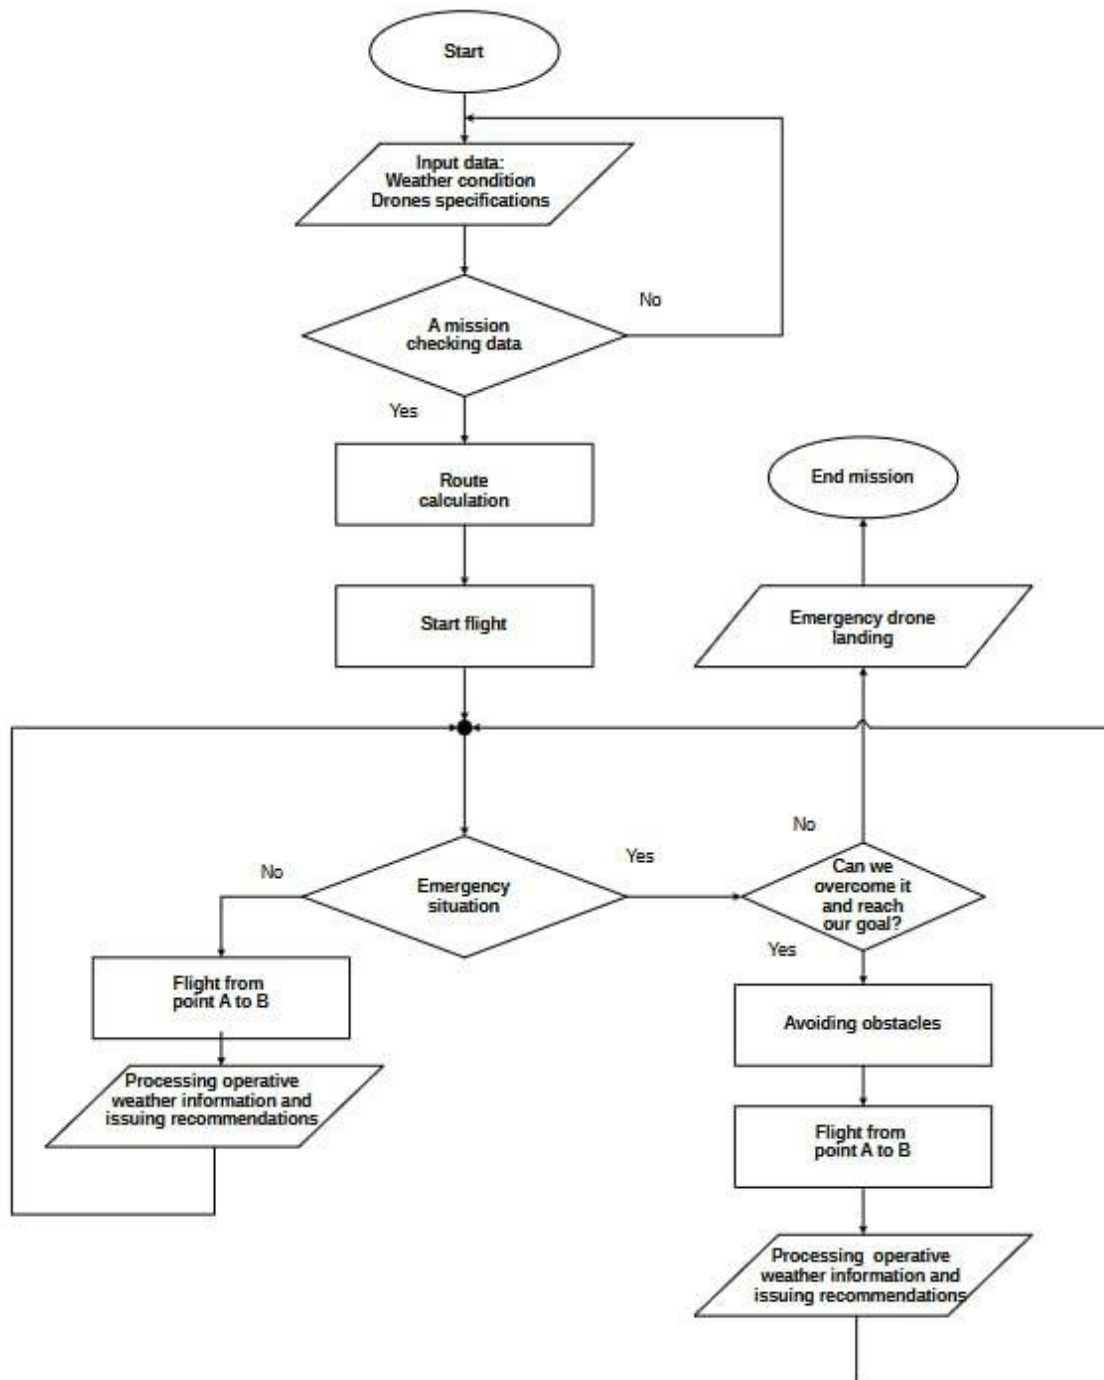 Start
Input data:
Weather condition
Drones specifications
No
A mission
checking data
Yes
Route
calculation
End mission
Start flight
Emergency drone
landing
No
Yes
No
Emergency
situation
Can we
overcome it
and reach
our goal?
Yes
Flight from
point A to B
Avoiding obstacles
Processing operative
weather information and
issuing recommendations
Flight from
point A to B
Processing operative
weather information and
issuing recommendations